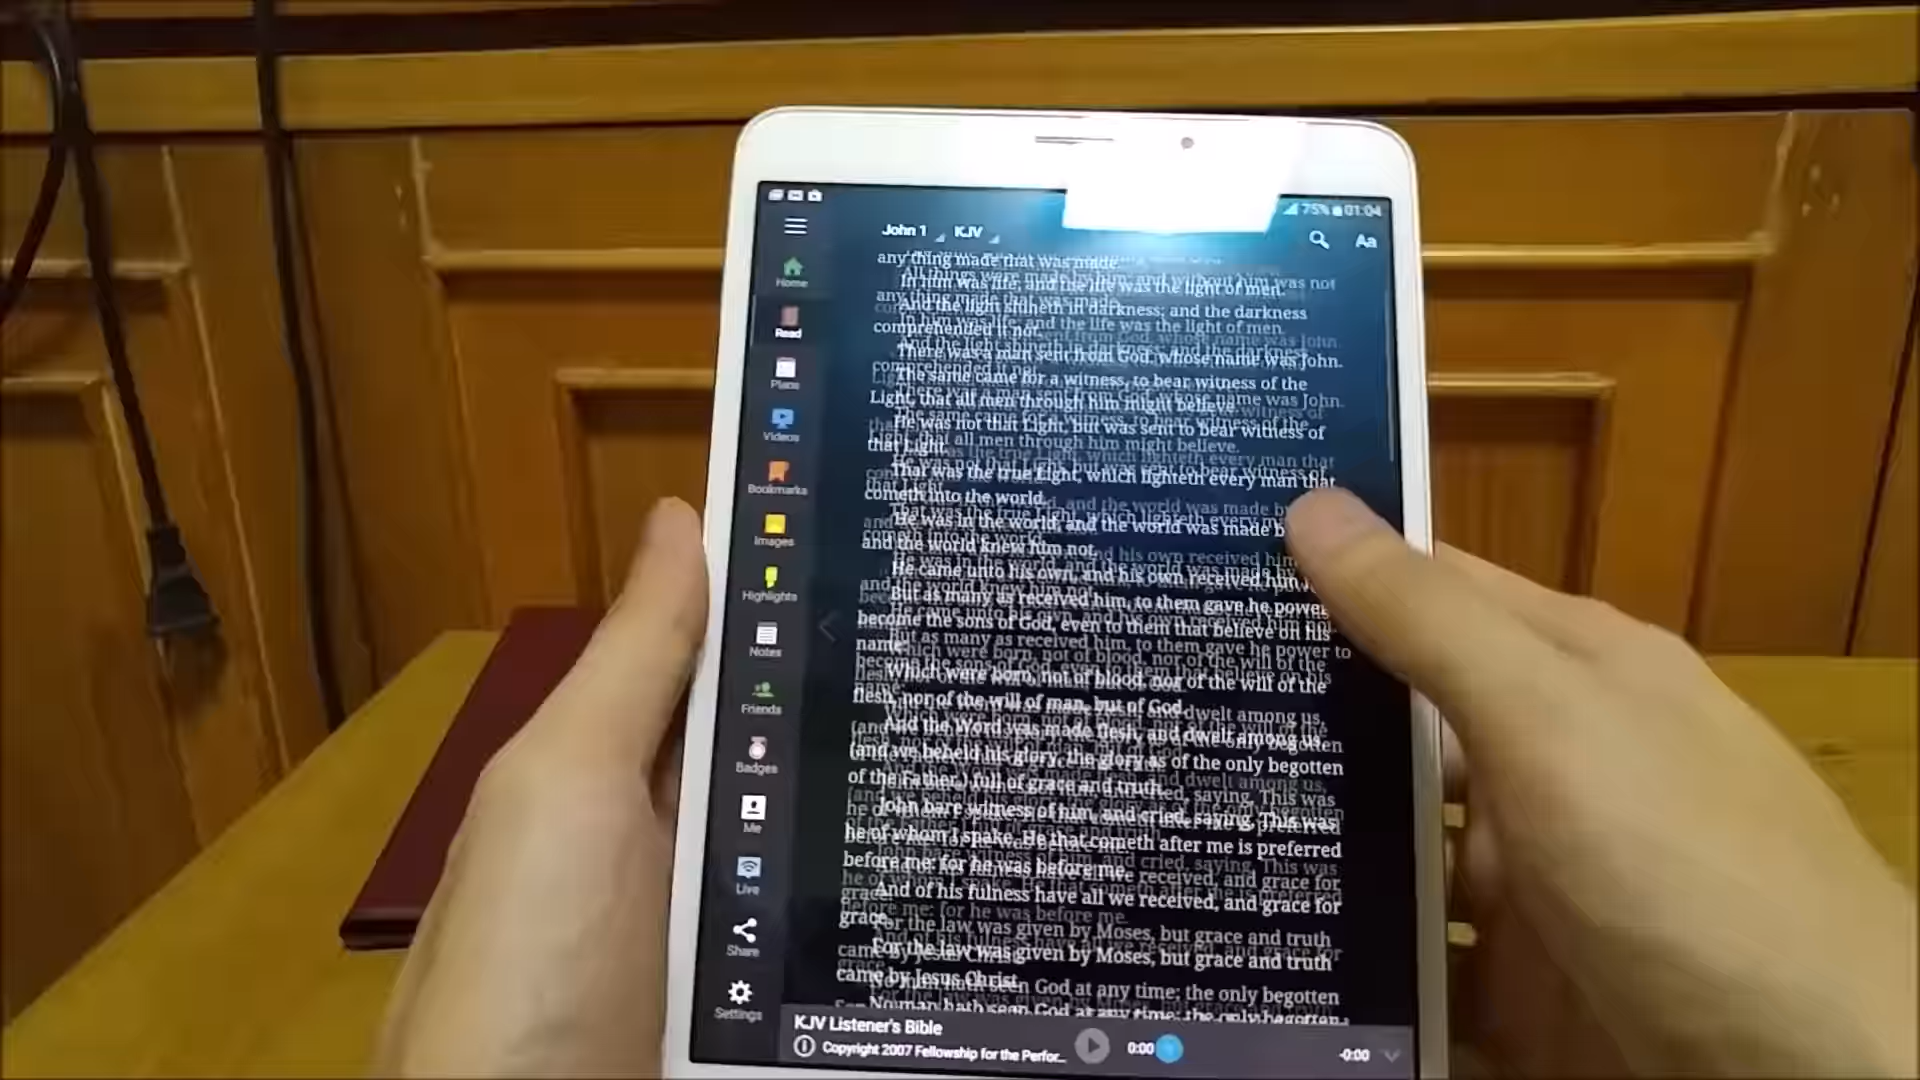 75% 01:04
John 1 KJV
Aa
Home
Read
Plans
Videos
Bookmarks
Images
Highlights
Notes
Friends
Badges
Me
Live
Share
Settings
any thing made that was made.
In him was life; and the life was the light of men.
And the light shineth in darkness; and the darkness
comprehended it not.
There was a man sent from God, whose name was John.
The same came for a witness, to bear witness of the
Light, that all men through him might believe.
He was not that Light, but was sent to bear witness of
that Light.
That was the true Light, which lighteth every man that
cometh into the world.
He was in the world, and the world was made b
and the world knew him not.
He came unto his own, and his own received him
But as many as received him, to them gave he power
become the sons of God, even to them that believe on his
name:
Which were born, not of blood, nor of the will of the
flesh, nor of the will of man, but of God.
And the Word was made flesh, and dwelt among us,
(and we beheld his glory, the glory as of the only begotten
of the Father,) full of grace and truth.
John bare witness of him, and cried, saying, This was
he of whom I spake, He that cometh after me is preferred
before me: for he was before me.
And of his fulness have all we received, and grace for
grace.
For the law was given by Moses, but grace and truth
came by Jesus Christ.
No man hath seen God at any time; the only begotten
KJV Listener's Bible
Copyright 2007 Fellowship for the Perfor...
0:00
-0:00